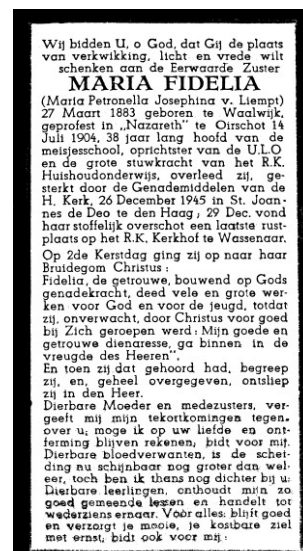 Wij bidden U, o God, dat Gij de plaats
van verkwikking, licht en vrede wilt
schenken aan de Eerwaarde Zuster
MARIA FIDELIA
(Maria Petronella Josephina v. Liempt)
27 Maart 1883 geboren te Waalwijk,
geprofest in „Nazareth" te Oirschot 14
Juli 1904, 38 jaar lang hoofd van de
meisjesschool, oprichtster van de U.L.O
en de grote stuwkracht van het R.K.
Huishoudonderwijs, overleed zij, ge-
sterkt door de Genademiddelen van de
H. Kerk, 26 December 1945 in St. Joan-
nes de Deo te den Haag; 29 Dec. vond
haar stoffelijk overschot een laatste rust-
plaats op het R.K. Kerkhof te Wassenaar.
Op 2de Kerstdag ging zij op naar haar
Bruidegom Christus:
Fidelia, de getrouwe, bouwend op Gods
genadekracht, deed vele en grote wer-
ken voor God en voor de jeugd, totdat
zij, onverwacht, door Christus voor goed
bij Zich geroepen werd: Mijn goede en
getrouwe dienaresse, ga binnen in de
vreugde des Heeren".
En toen zij dat gehoord had, begreep
zij, en, geheel overgegeven, ontsliep
zij in den Heer.
Dierbare Moeder en medezusters, ver-
geeft mij mijn tekortkomingen tegen-
over u; moge ik op uw liefde en ont-
ferming blijven rekenen; bidt voor mij.
Dierbare bloedverwanten, is de schei-
ding nu schijnbaar nog groter dan wel-
eer, toch ben ik thans nog dichter bij u;
Dierbare leerlingen, onthoudt mijn zo
goed gemeende lessen en handelt tot
wederziens ernaar. Voor alles: blijft goed
en verzorgt je mooie, je kostbare ziel
met ernst; bidt ook voor mij!